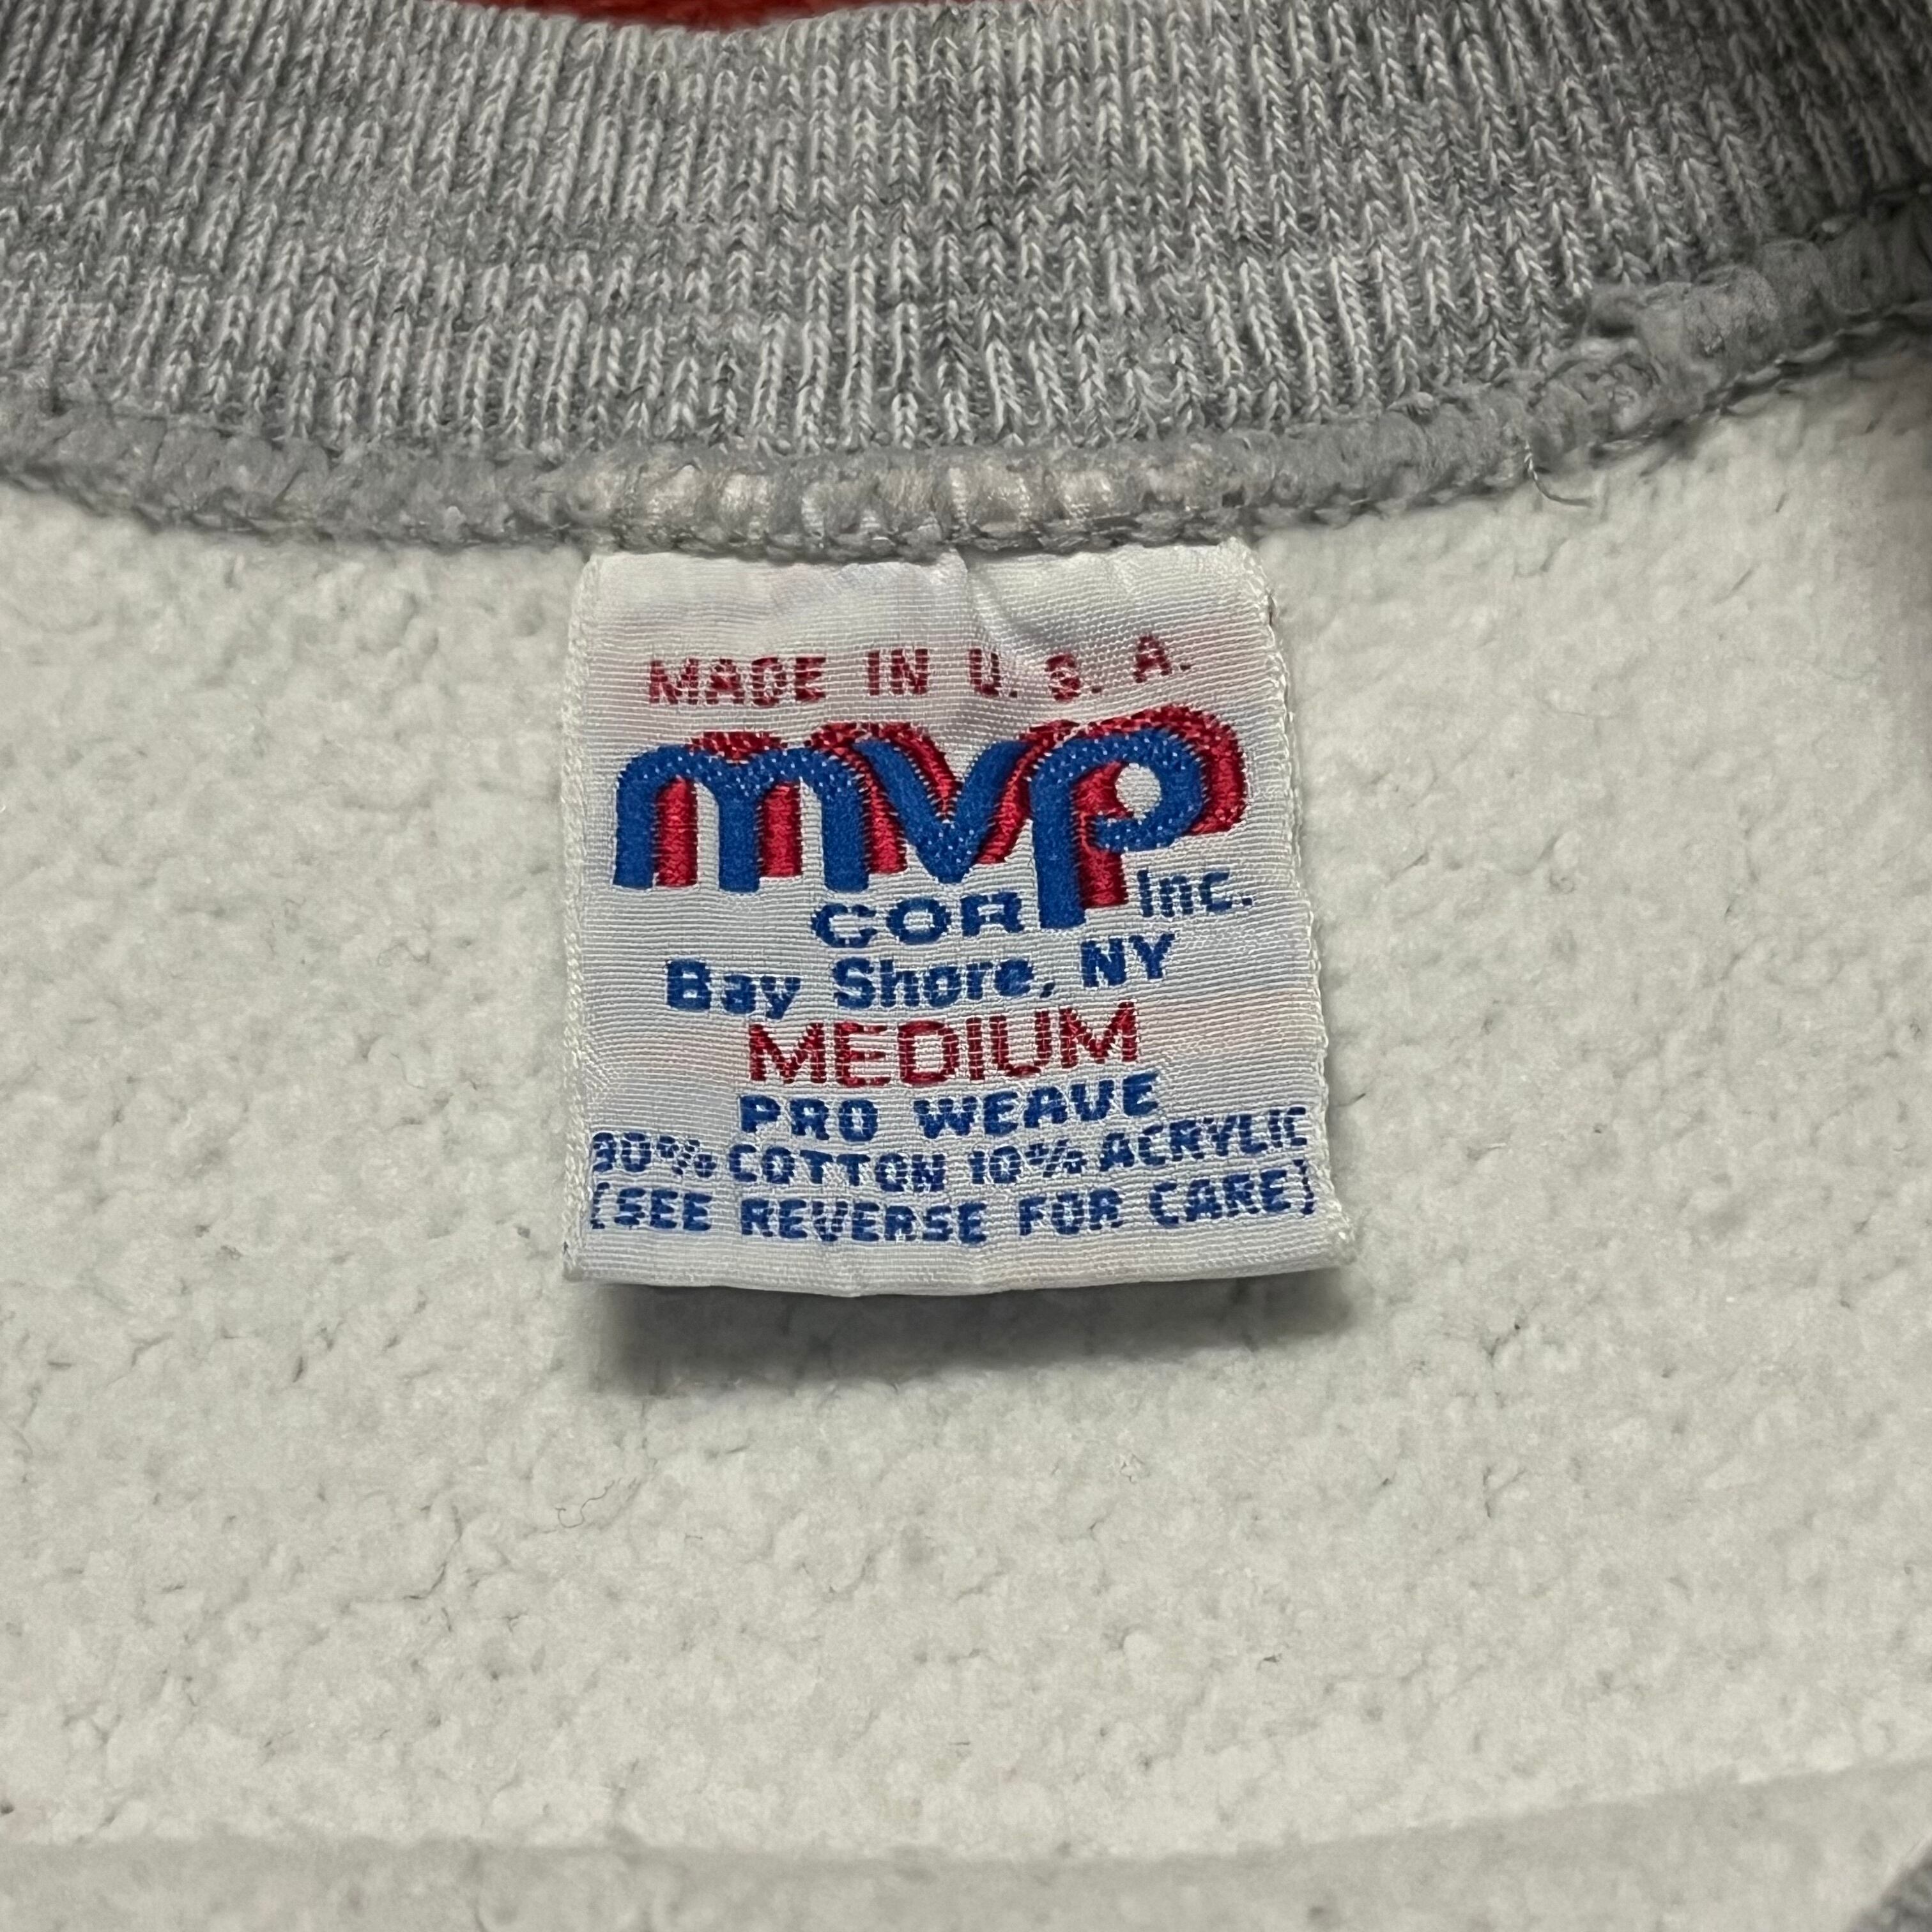 MADE IN U. S. A.
mvp
CORP Inc.
Bay Shore, NY
MEDIUM
PRO WEAVE
90% COTTON 10% ACRYLIC
(SEE REVERSE FOR CARE)